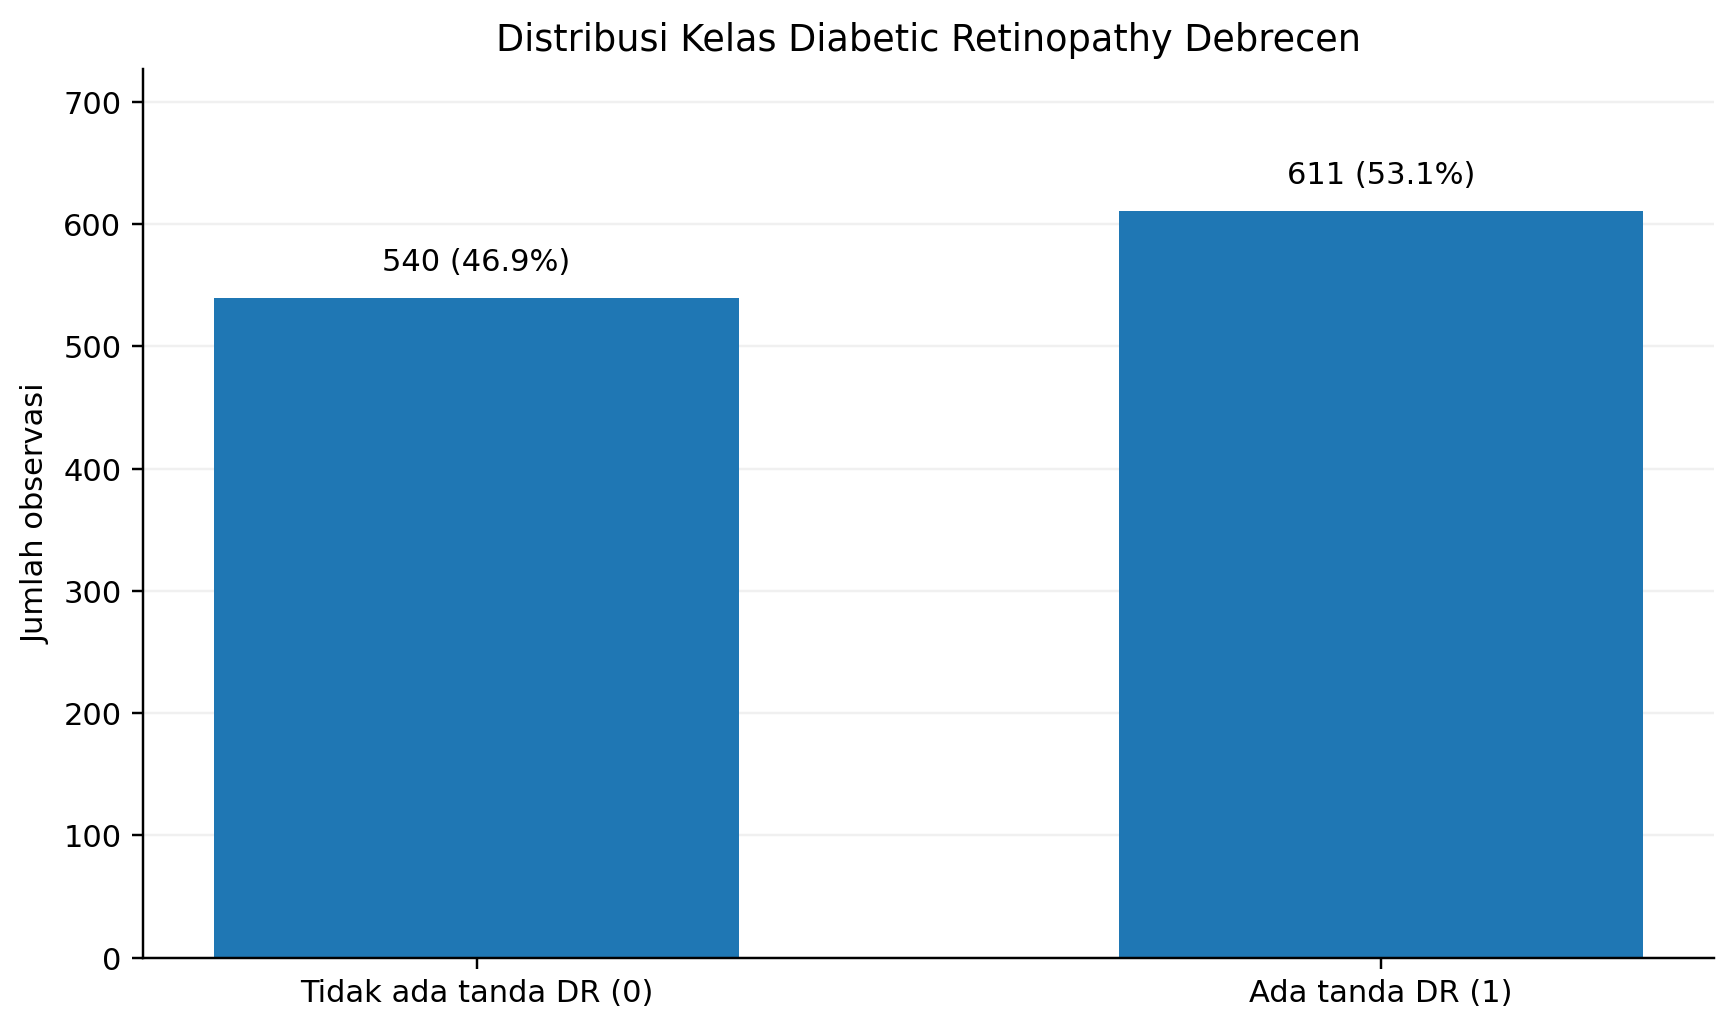 Distribusi Kelas Diabetic Retinopathy Debrecen
700
600
500
400
300
200
100
0
Jumlah observasi
540 (46.9%)
611 (53.1%)
Tidak ada tanda DR (0)
Ada tanda DR (1)